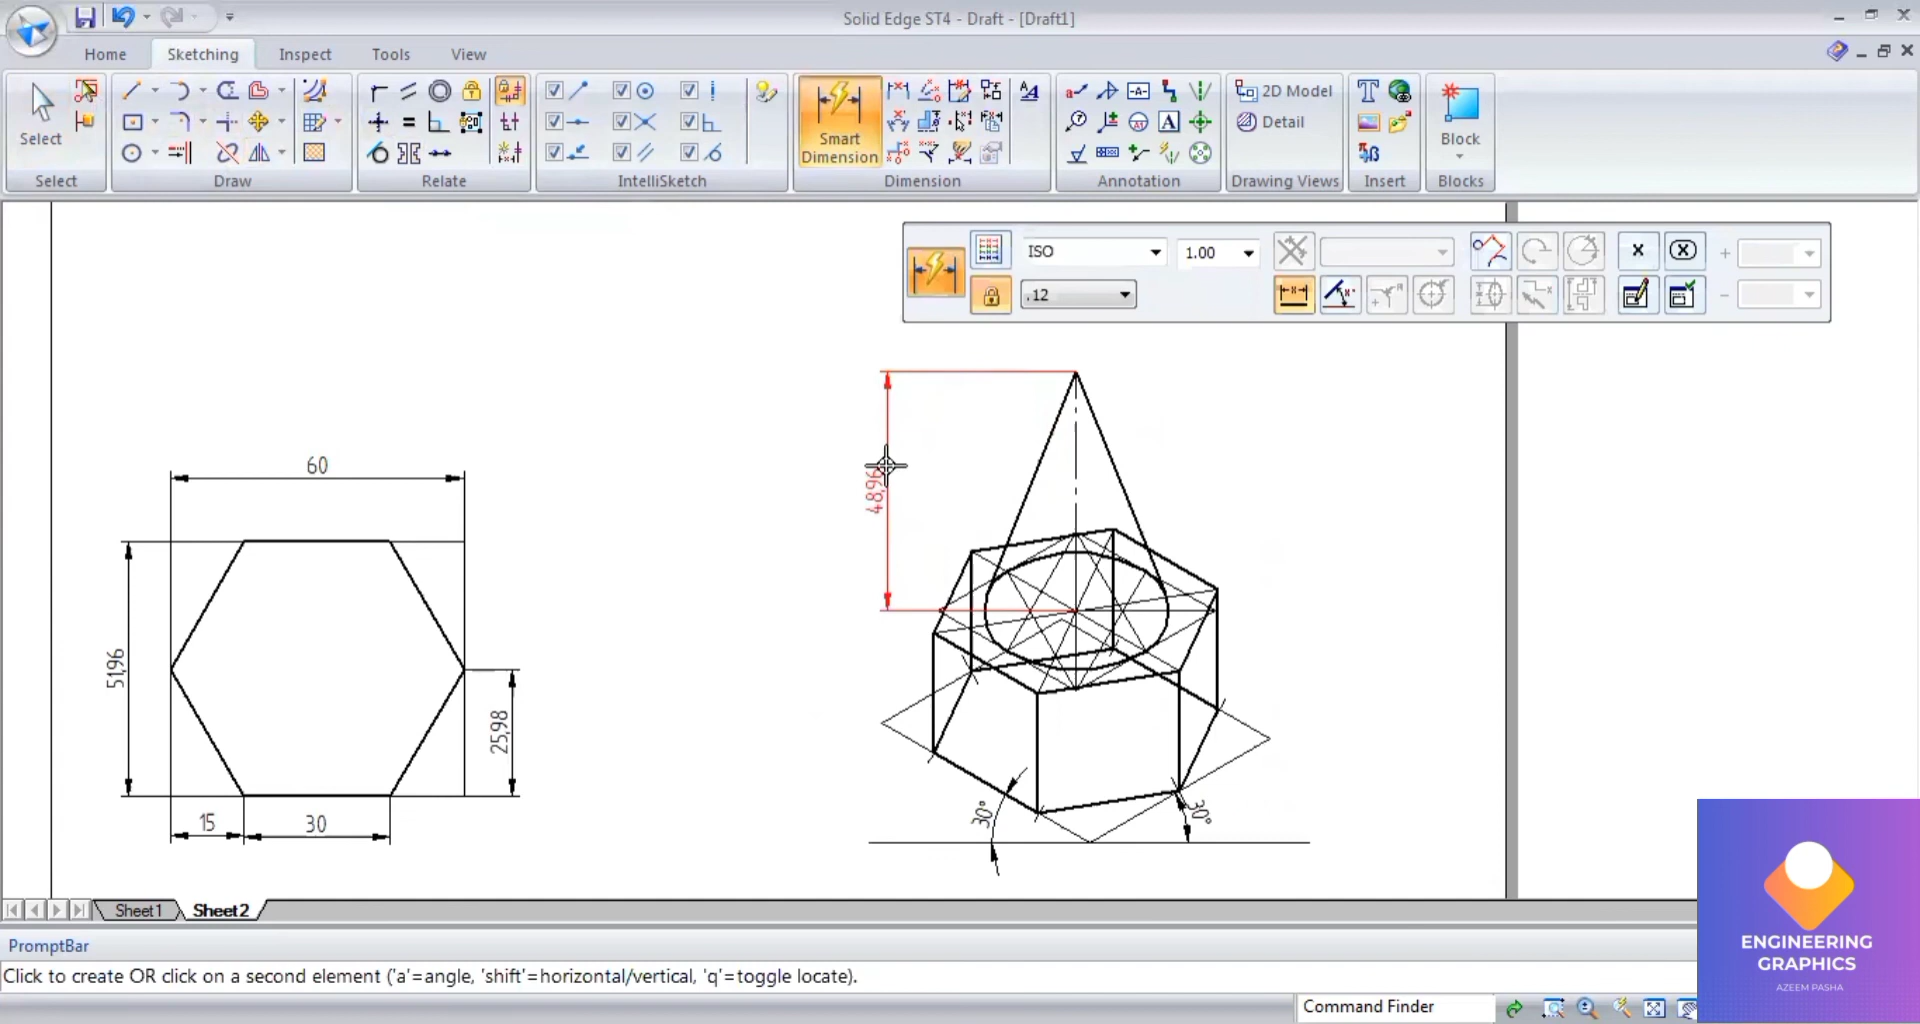 Solid Edge ST4 - Draft - [Draft1]
Home Sketching Inspect Tools View
Select
Smart Dimension
2D Model
Detail
Block
Select Draw Relate IntelliSketch Dimension Annotation Drawing Views Insert Blocks
ISO 1.00
.12
60
51,96
25,98
15 30
48,96
30° 30°
Sheet1 Sheet2
PromptBar
Click to create OR click on a second element ('a'=angle, 'shift'=horizontal/vertical, 'q'=toggle locate).
Command Finder
ENGINEERING
GRAPHICS
AZEEM PASHA